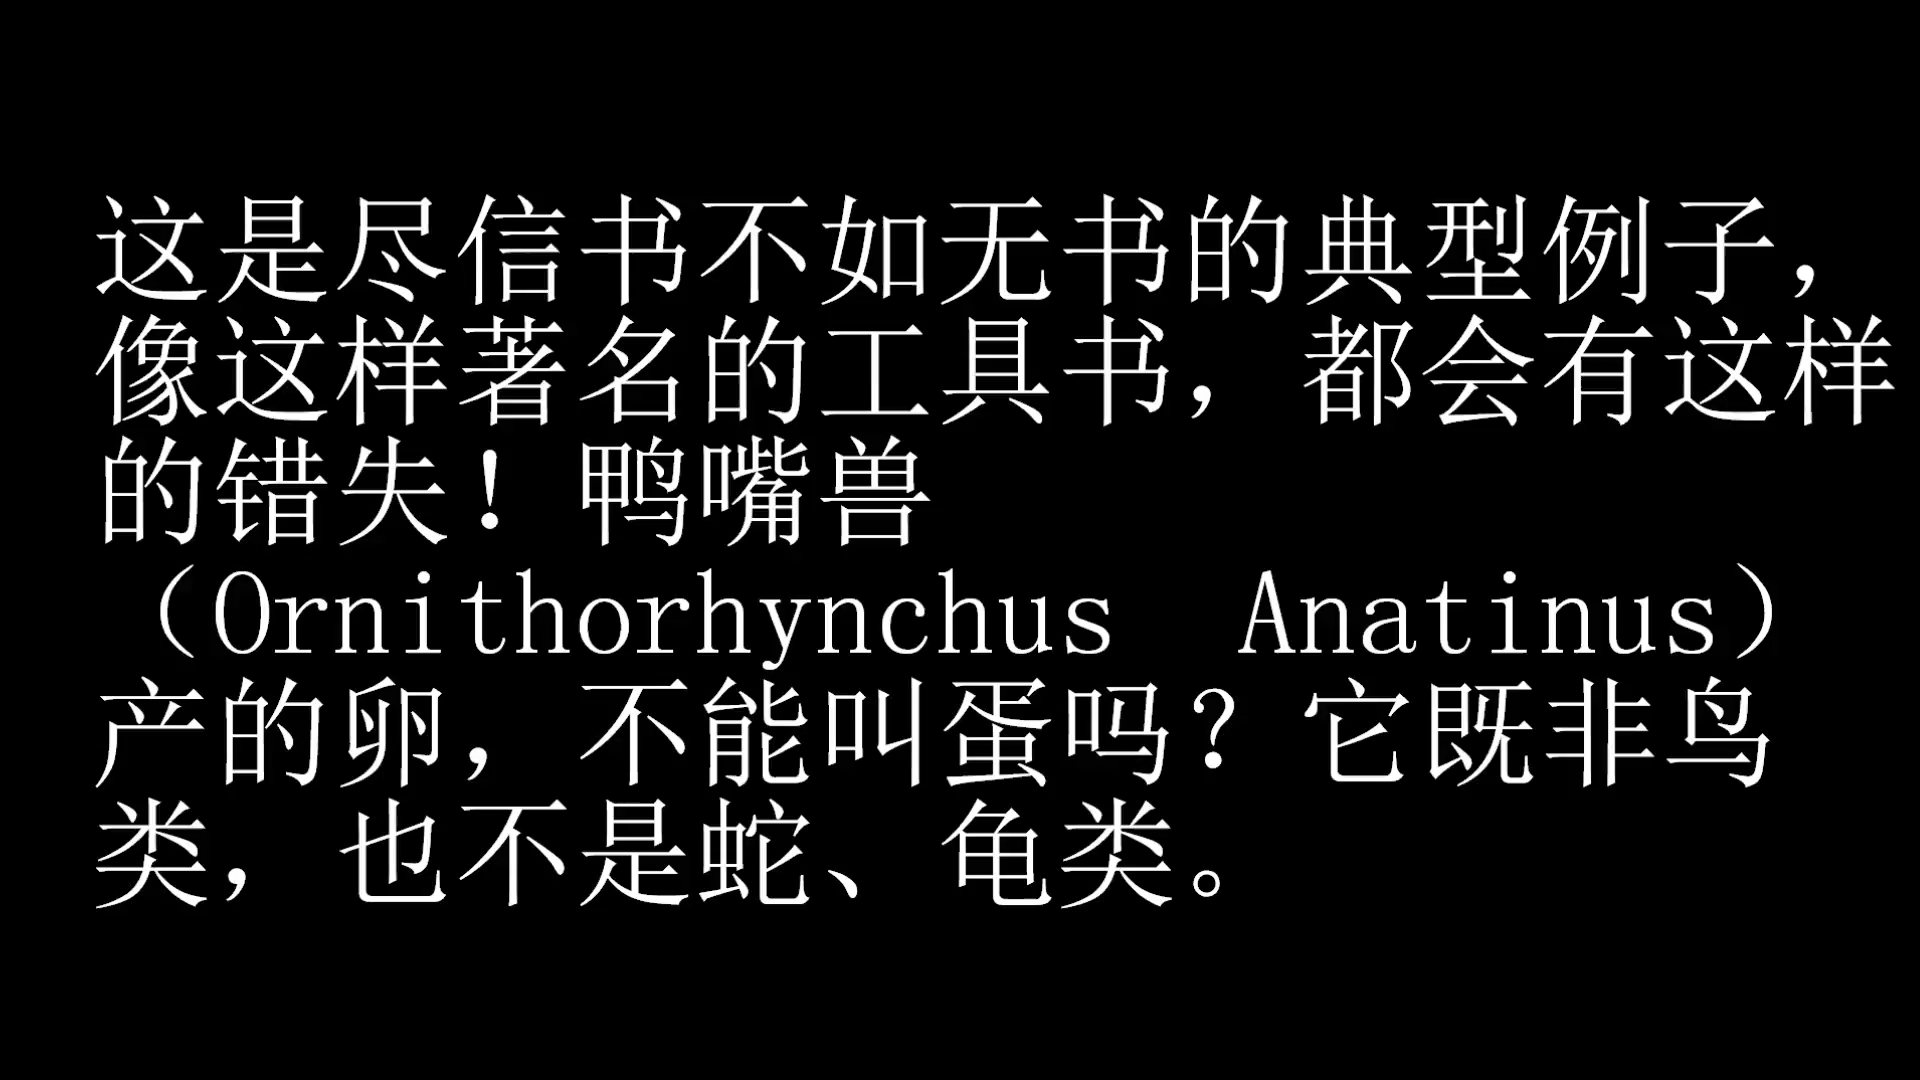 这是尽信书不如无书的典型例子，
像这样著名的工具书，都会有这样
的错失！鸭嘴兽
（Ornithorhynchus Anatinus）
产的卵，不能叫蛋吗？它既非鸟
类，也不是蛇、龟类。